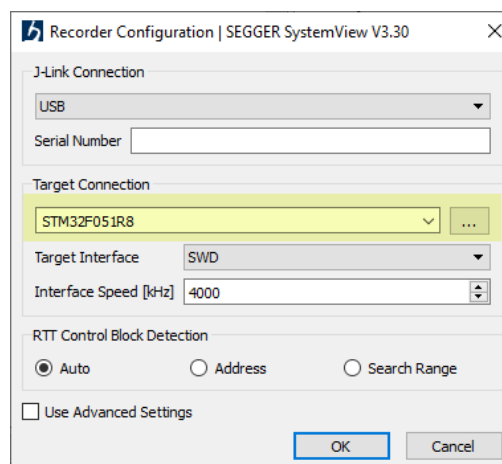 Recorder Configuration | SEGGER SystemView V3.30
J-Link Connection
USB
Serial Number
Target Connection
STM32F051R8
...
Target Interface SWD
Interface Speed [kHz] 4000
RTT Control Block Detection
Auto Address Search Range
Use Advanced Settings
OK Cancel